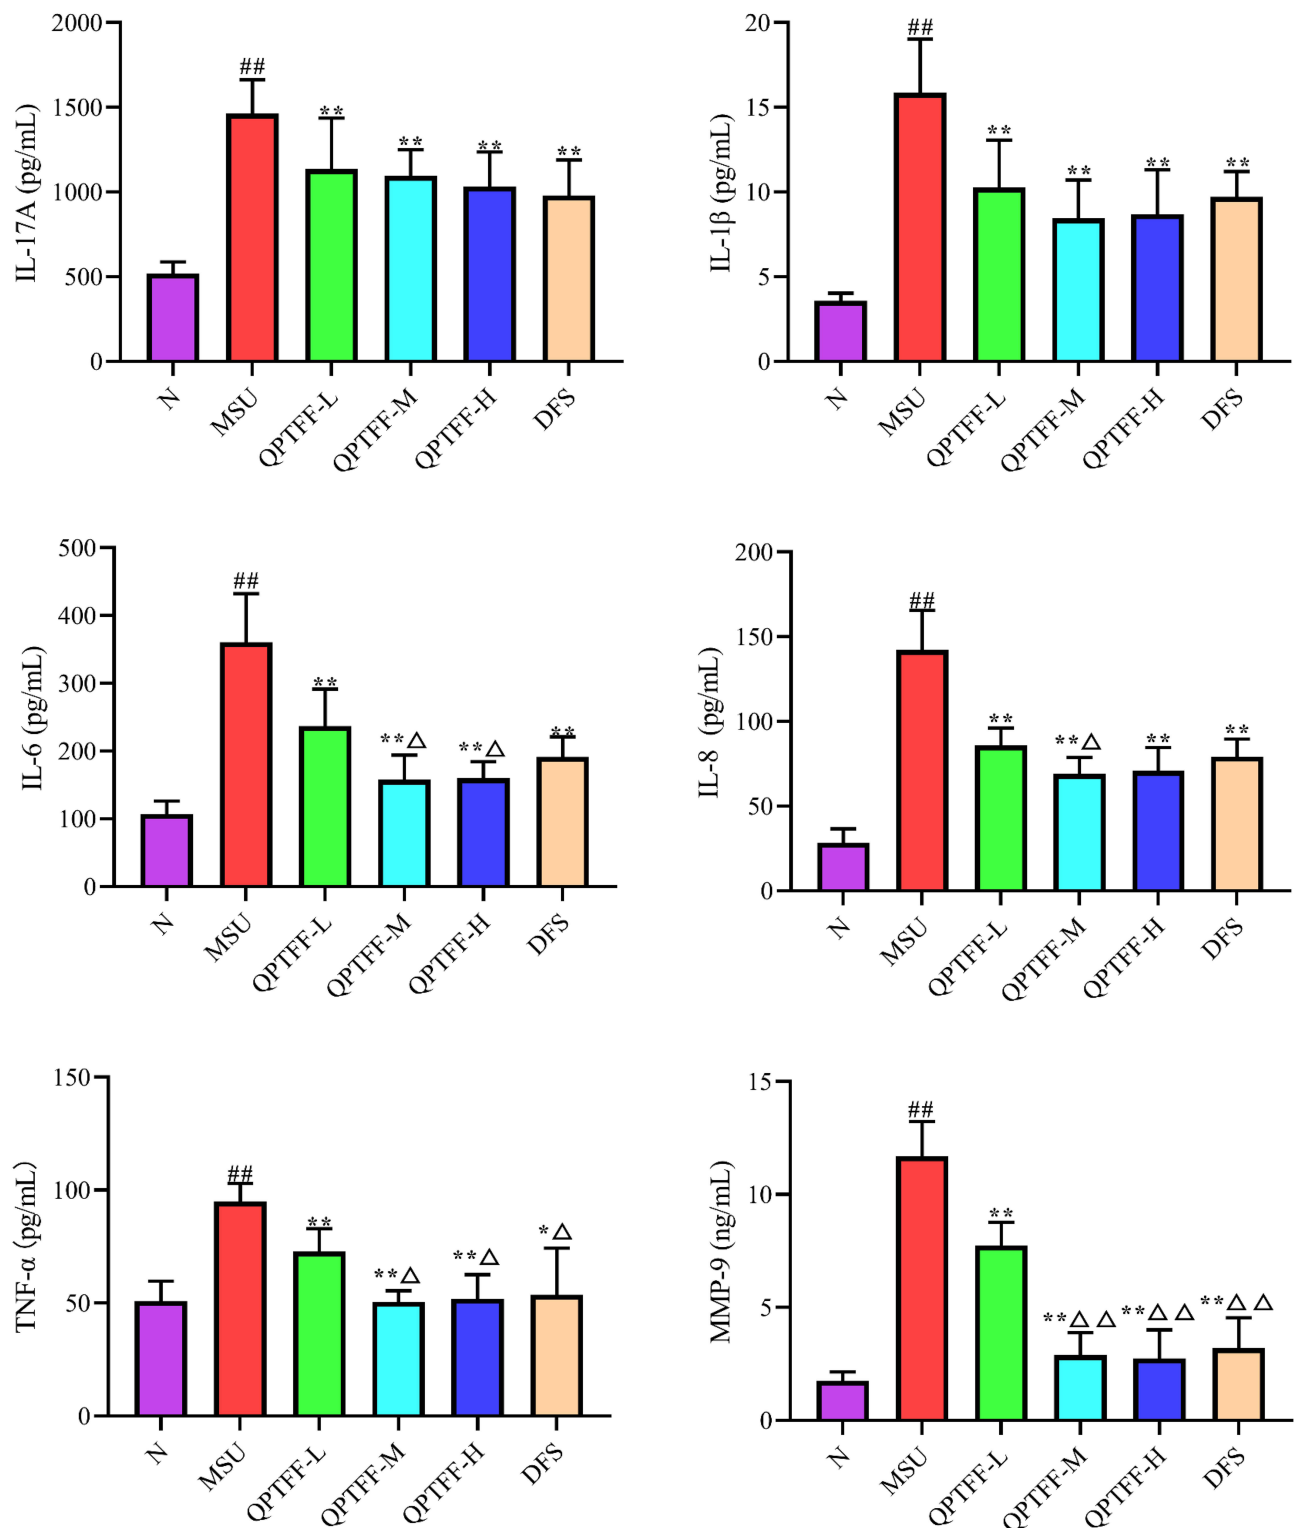 IL-17A (pg/mL)
2000
1500
1000
500
0
##
**
**
**
**
N
MSU
QPTFF-L
QPTFF-M
QPTFF-H
DFS
IL-1β (pg/mL)
20
15
10
5
0
##
**
**
**
**
N
MSU
QPTFF-L
QPTFF-M
QPTFF-H
DFS
IL-6 (pg/mL)
500
400
300
200
100
0
##
**
**△
**△
**
N
MSU
QPTFF-L
QPTFF-M
QPTFF-H
DFS
IL-8 (pg/mL)
200
150
100
50
0
##
**
**△
**
**
N
MSU
QPTFF-L
QPTFF-M
QPTFF-H
DFS
TNF-α (pg/mL)
150
100
50
0
##
**
**△
**△
*△
N
MSU
QPTFF-L
QPTFF-M
QPTFF-H
DFS
MMP-9 (ng/mL)
15
10
5
0
##
**
**△△
**△△
**△△
N
MSU
QPTFF-L
QPTFF-M
QPTFF-H
DFS